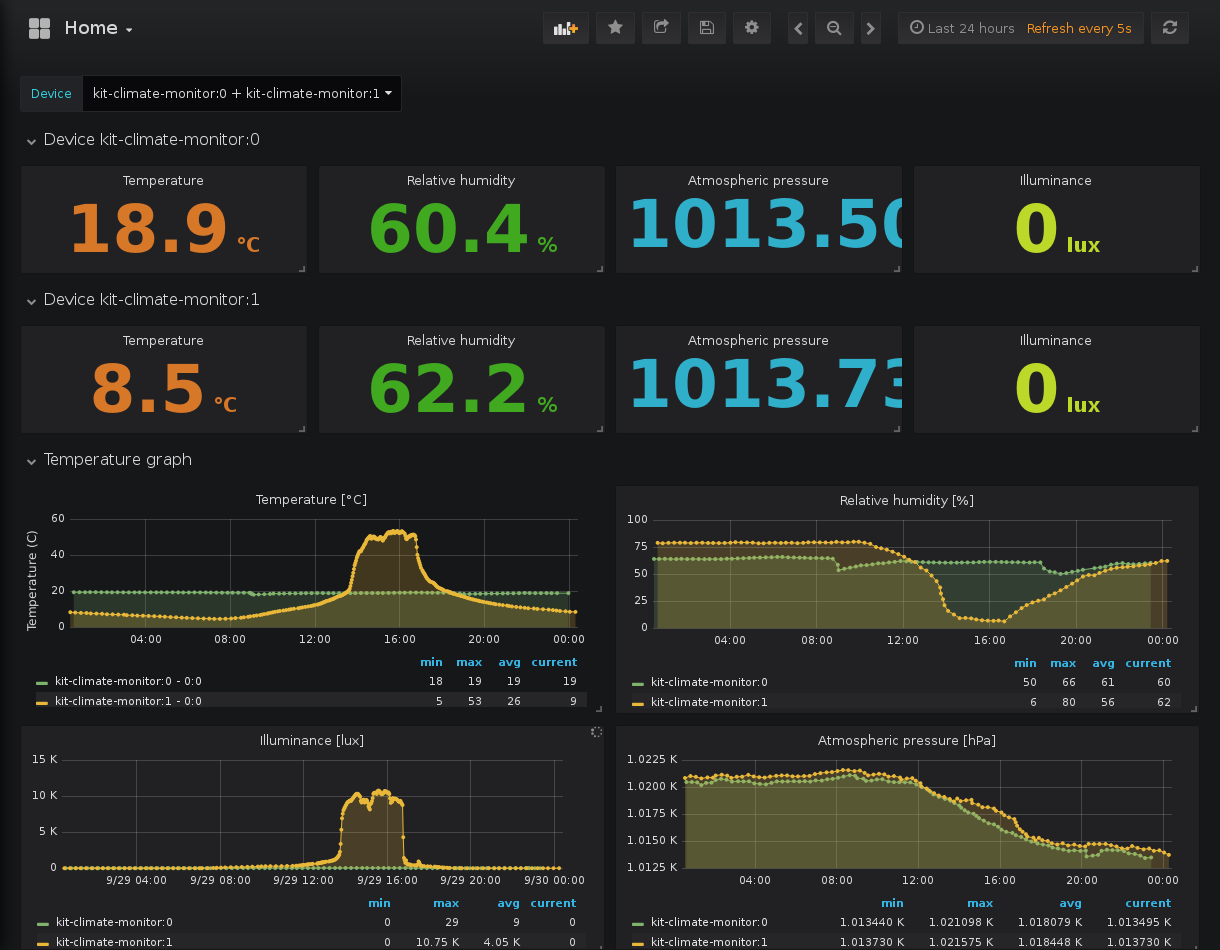 Home
Last 24 hours Refresh every 5s
Device kit-climate-monitor:0 + kit-climate-monitor:1
Device kit-climate-monitor:0
Temperature Relative humidity Atmospheric pressure Illuminance
18.9 °C 60.4 % 1013.50 0 lux
Device kit-climate-monitor:1
Temperature Relative humidity Atmospheric pressure Illuminance
8.5 °C 62.2 % 1013.73 0 lux
Temperature graph
Temperature [°C]
Temperature (C)
60
40
20
0
04:00 08:00 12:00 16:00 20:00 00:00
min max avg current
kit-climate-monitor:0 - 0:0 18 19 19 19
kit-climate-monitor:1 - 0:0 5 53 26 9
Relative humidity [%]
100
75
50
25
0
04:00 08:00 12:00 16:00 20:00 00:00
min max avg current
kit-climate-monitor:0 50 66 61 60
kit-climate-monitor:1 6 80 56 62
Illuminance [lux]
15 K
10 K
5 K
0
9/29 04:00 9/29 08:00 9/29 12:00 9/29 16:00 9/29 20:00 9/30 00:00
min max avg current
kit-climate-monitor:0 0 29 9 0
kit-climate-monitor:1 0 10.75 K 4.05 K 0
Atmospheric pressure [hPa]
1.0225 K
1.0200 K
1.0175 K
1.0150 K
1.0125 K
04:00 08:00 12:00 16:00 20:00 00:00
min max avg current
kit-climate-monitor:0 1.013440 K 1.021098 K 1.018079 K 1.013495 K
kit-climate-monitor:1 1.013730 K 1.021575 K 1.018448 K 1.013730 K